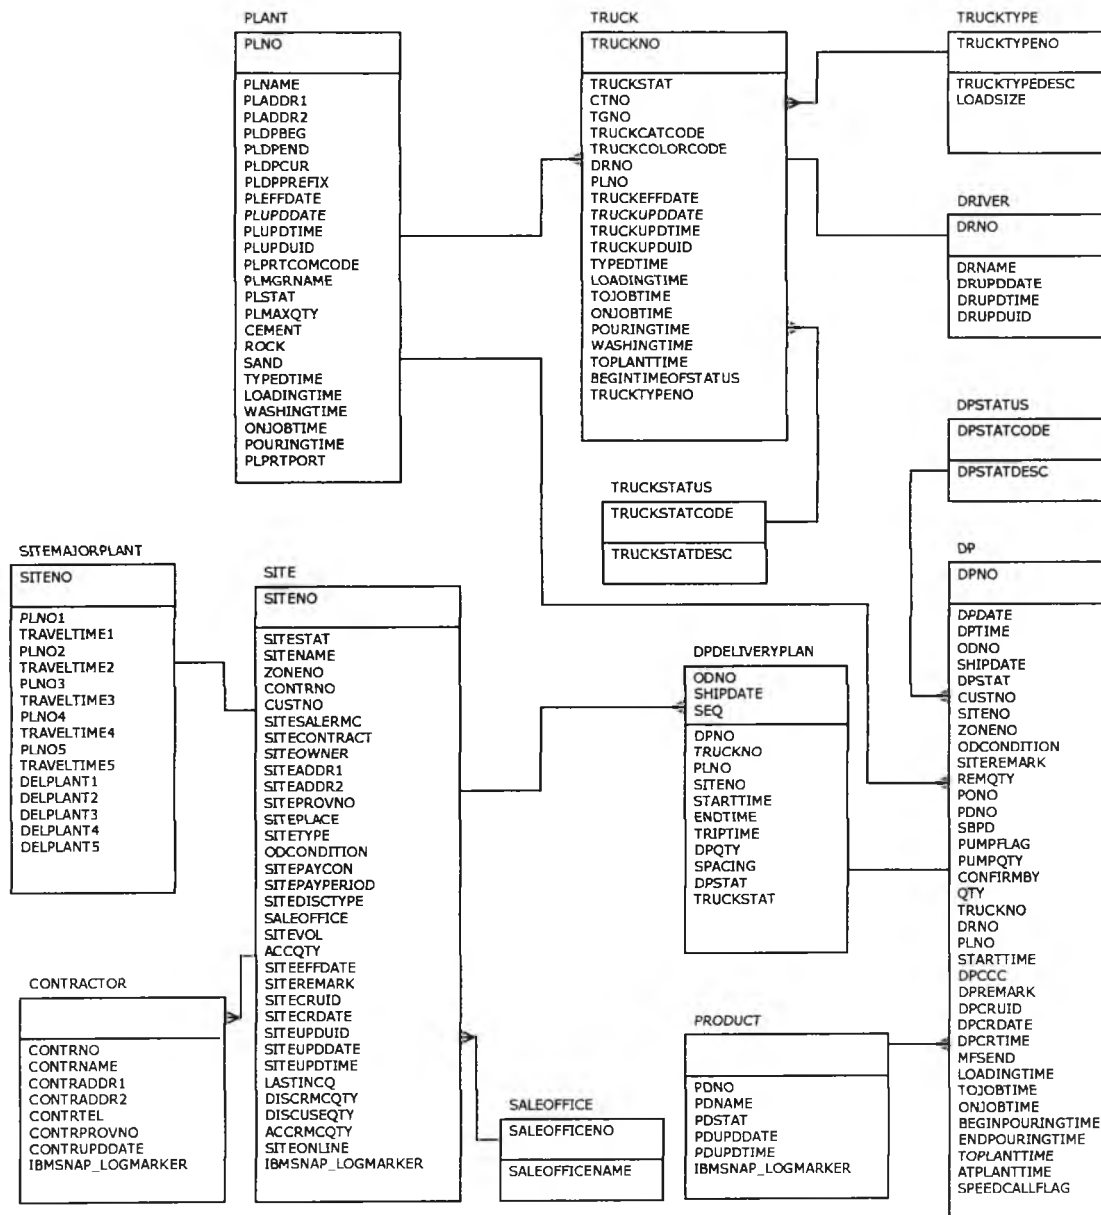 PLANT
PLNO
PLNAME
PLADDR1
PLADDR2
PLDPBEG
PLDPEND
PLDPCUR
PLDPPREFIX
PLEFFDATE
PLUPDDATE
PLUPDTIME
PLUPDUID
PLPRTCOMCODE
PLMGRNAME
PLSTAT
PLMAXQTY
CEMENT
ROCK
SAND
TYPEDTIME
LOADINGTIME
WASHINGTIME
ONJOBTIME
POURINGTIME
PLPRTPORT
TRUCK
TRUCKNO
TRUCKSTAT
CTNO
TGNO
TRUCKCATCODE
TRUCKCOLORCODE
DRNO
PLNO
TRUCKEFFDATE
TRUCKUPDDATE
TRUCKUPDTIME
TRUCKUPDUID
TYPEDTIME
LOADINGTIME
TOJOBTIME
ONJOBTIME
POURINGTIME
WASHINGTIME
TOPLANTTIME
BEGINTIMEOFSTATUS
TRUCKTYPENO
TRUCKTYPE
TRUCKTYPENO
TRUCKTYPEDESC
LOADSIZE
DRIVER
DRNO
DRNAME
DRUPDDATE
DRUPDTIME
DRUPDUID
DPSTATUS
DPSTATCODE
DPSTATDESC
TRUCKSTATUS
TRUCKSTATCODE
TRUCKSTATDESC
SITEMAJORPLANT
SITENO
PLNO1
TRAVELTIME1
PLNO2
TRAVELTIME2
PLNO3
TRAVELTIME3
PLNO4
TRAVELTIME4
PLNO5
TRAVELTIME5
DELPLANT1
DELPLANT2
DELPLANT3
DELPLANT4
DELPLANT5
SITE
SITENO
SITESTAT
SITENAME
ZONENO
CONTRNO
CUSTNO
SITESALERMC
SITECONTRACT
SITEOWNER
SITEADDR1
SITEADDR2
SITEPROVNO
SITEPLACE
SITETYPE
ODCONDITION
SITEPAYCON
SITEPAYPERIOD
SITEDISCTYPE
SALEOFFICE
SITEVOL
ACCQTY
SITEEFFDATE
SITEREMARK
SITECRUID
SITECRDATE
SITEUPDUID
SITEUPDDATE
SITEUPDTIME
LASTINCQ
DISCRMCQTY
DISCUSEQTY
ACCRMCQTY
SITEONLINE
IBMSNAP_LOGMARKER
DPDELIVERYPLAN
ODNO
SHIPDATE
SEQ
DPNO
TRUCKNO
PLNO
SITENO
STARTTIME
ENDTIME
TRIPTIME
DPQTY
SPACING
DPSTAT
TRUCKSTAT
DP
DPNO
DPDATE
DPTIME
ODNO
SHIPDATE
DPSTAT
CUSTNO
SITENO
ZONENO
ODCONDITION
SITEREMARK
REMQTY
PONO
PDNO
SBPD
PUMPFLAG
PUMPQTY
CONFIRMBY
QTY
TRUCKNO
DRNO
PLNO
STARTTIME
DPCCC
DPREMARK
DPCRUID
DPCRDATE
DPCRTIME
MFSEND
LOADINGTIME
TOJOBTIME
ONJOBTIME
BEGINPOURINGTIME
ENDPOURINGTIME
TOPLANTTIME
ATPLANTTIME
SPEEDCALLFLAG
CONTRACTOR
CONTRNO
CONTRNAME
CONTRADDR1
CONTRADDR2
CONTRTEL
CONTRPROVNO
CONTRUPDDATE
IBMSNAP_LOGMARKER
SALEOFFICE
SALEOFFICENO
SALEOFFICENAME
PRODUCT
PDNO
PDNAME
PDSTAT
PDUPDDATE
PDUPDTIME
IBMSNAP_LOGMARKER